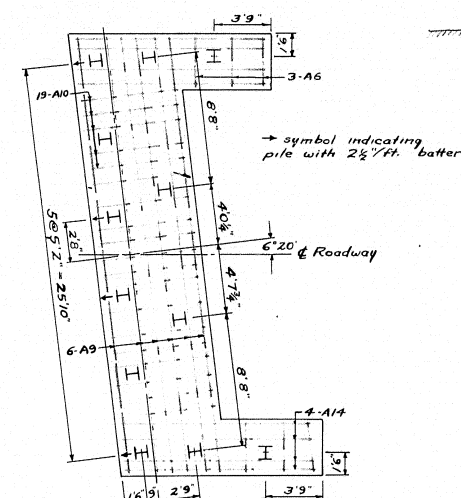 3'9"
1'6"
3-A6
19-A10
8'8"
→ symbol indicating
pile with 2½"/ft. batter
4'0¼"
2'8"
5@5'2" = 25'10"
6°20'
℄ Roadway
4'7¾"
6-A9
8'8"
4-A14
1'6"
1'6"
9"
2'9"
3'9"